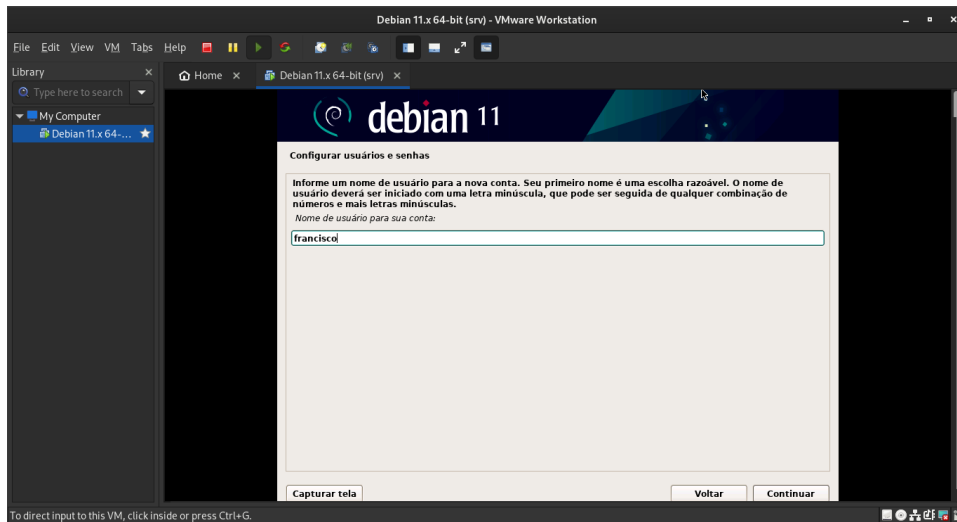 Debian 11.x 64-bit (srv) - VMware Workstation
File Edit View VM Tabs Help
Library
Home
Debian 11.x 64-bit (srv)
Type here to search
My Computer
Debian 11.x 64-...
debian 11
Configurar usuários e senhas
Informe um nome de usuário para a nova conta. Seu primeiro nome é uma escolha razoável. O nome de
usuário deverá ser iniciado com uma letra minúscula, que pode ser seguida de qualquer combinação de
números e mais letras minúsculas.
Nome de usuário para sua conta:
francisco
Capturar tela
Voltar
Continuar
To direct input to this VM, click inside or press Ctrl+G.